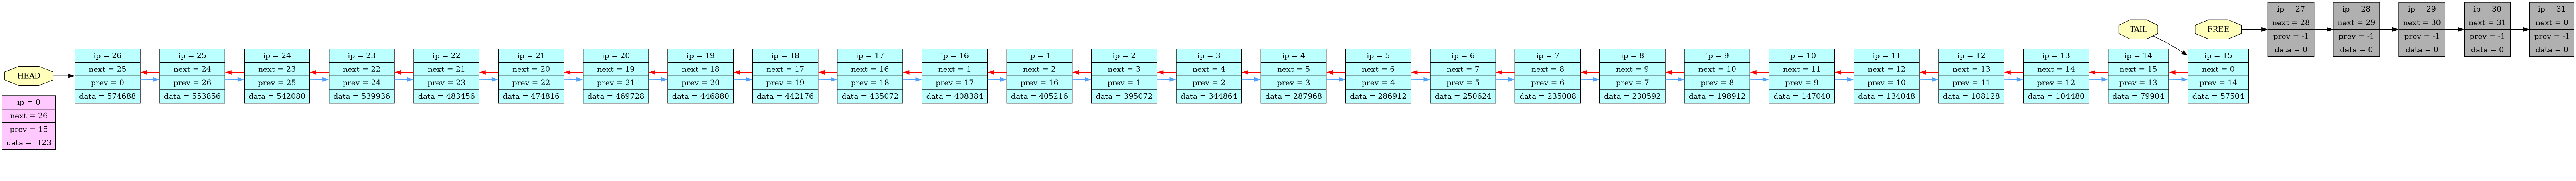 HEAD
ip = 0
next = 26
prev = 15
data = -123
ip = 26
next = 25
prev = 0
data = 574688
ip = 25
next = 24
prev = 26
data = 553856
ip = 24
next = 23
prev = 25
data = 542080
ip = 23
next = 22
prev = 24
data = 539936
ip = 22
next = 21
prev = 23
data = 483456
ip = 21
next = 20
prev = 22
data = 474816
ip = 20
next = 19
prev = 21
data = 469728
ip = 19
next = 18
prev = 20
data = 446880
ip = 18
next = 17
prev = 19
data = 442176
ip = 17
next = 16
prev = 18
data = 435072
ip = 16
next = 1
prev = 17
data = 408384
ip = 1
next = 2
prev = 16
data = 405216
ip = 2
next = 3
prev = 1
data = 395072
ip = 3
next = 4
prev = 2
data = 344864
ip = 4
next = 5
prev = 3
data = 287968
ip = 5
next = 6
prev = 4
data = 286912
ip = 6
next = 7
prev = 5
data = 250624
ip = 7
next = 8
prev = 6
data = 235008
ip = 8
next = 9
prev = 7
data = 230592
ip = 9
next = 10
prev = 8
data = 198912
ip = 10
next = 11
prev = 9
data = 147040
ip = 11
next = 12
prev = 10
data = 134048
ip = 12
next = 13
prev = 11
data = 108128
ip = 13
next = 14
prev = 12
data = 104480
ip = 14
next = 15
prev = 13
data = 79904
TAIL
ip = 15
next = 0
prev = 14
data = 57504
FREE
ip = 27
next = 28
prev = -1
data = 0
ip = 28
next = 29
prev = -1
data = 0
ip = 29
next = 30
prev = -1
data = 0
ip = 30
next = 31
prev = -1
data = 0
ip = 31
next = 0
prev = -1
data = 0